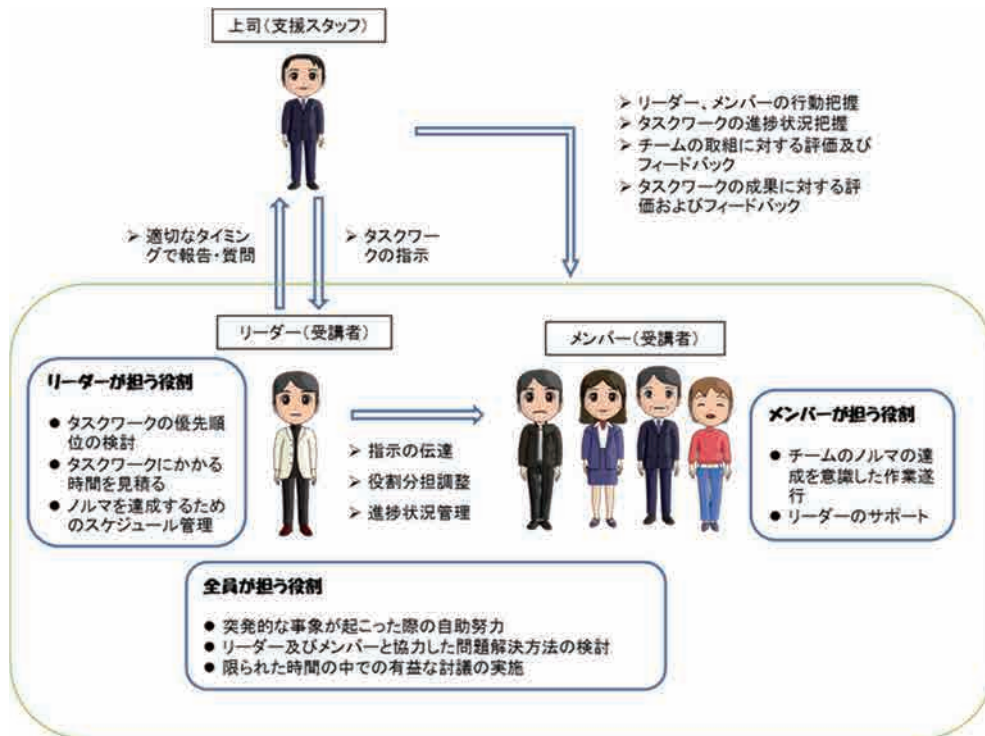 上司(支援スタッフ)
➢ リーダー、メンバーの行動把握
➢ タスクワークの進捗状況把握
➢ チームの取組に対する評価及び
フィードバック
➢ タスクワークの成果に対する評
価およびフィードバック
➢ 適切なタイミン
グで報告・質問
➢ タスクワー
クの指示
リーダー(受講者)
メンバー(受講者)
リーダーが担う役割
● タスクワークの優先順
位の検討
● タスクワークにかかる
時間を見積る
● ノルマを達成するため
のスケジュール管理
➢ 指示の伝達
➢ 役割分担調整
➢ 進捗状況管理
メンバーが担う役割
● チームのノルマの達
成を意識した作業遂
行
● リーダーのサポート
全員が担う役割
● 突発的な事象が起こった際の自助努力
● リーダー及びメンバーと協力した問題解決方法の検討
● 限られた時間の中での有益な討議の実施